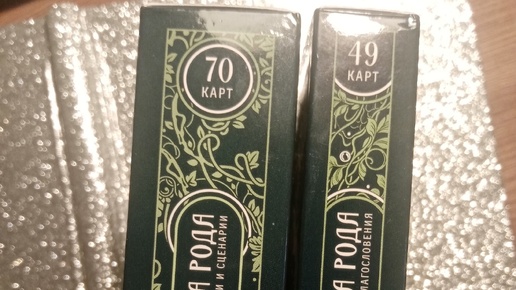 70
КАРТ
А РОДА
И И СЦЕНАРИИ
49
КАРТ
А РОДА
ЛАГОСЛОВЕНИЯ